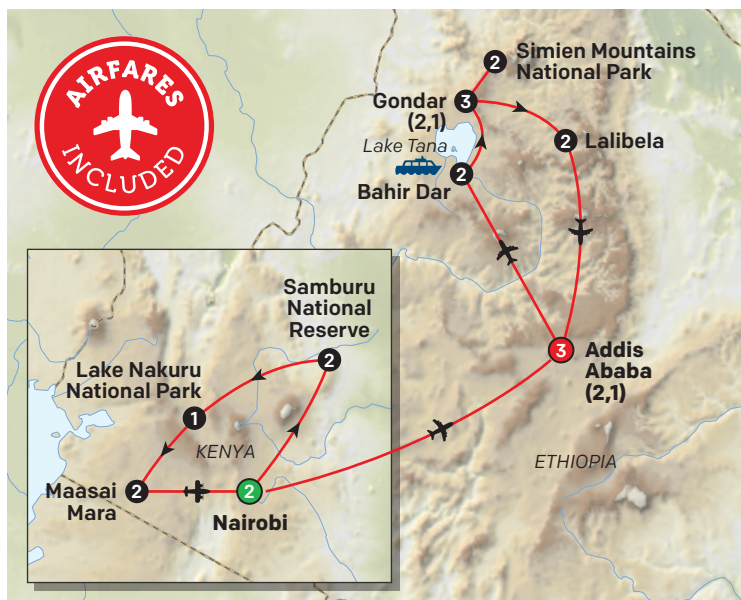 AIRFARES
INCLUDED
2
Simien Mountains
National Park
Gondar
(2,1)
3
2
Lalibela
Lake Tana
Bahir Dar
2
Samburu
National
Reserve
2
Lake Nakuru
National Park
1
3
Addis
Ababa
(2,1)
KENYA
ETHIOPIA
Maasai
Mara
2
2
Nairobi